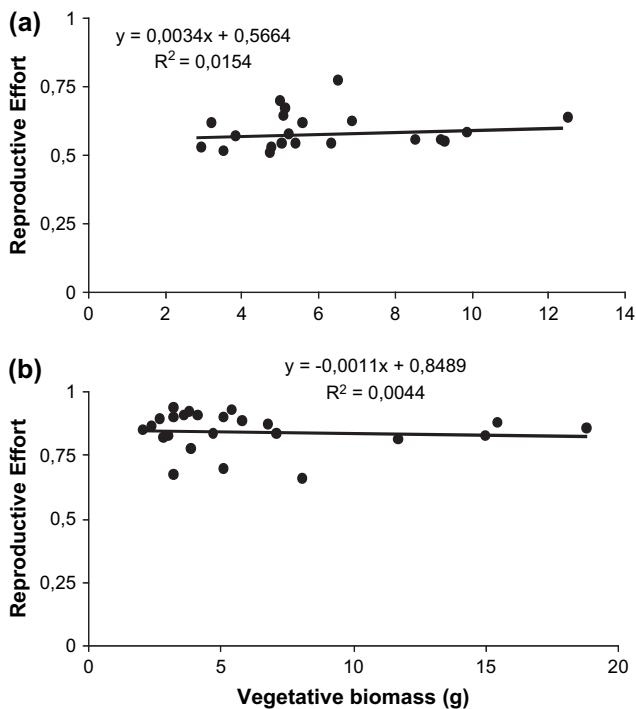 (a)
y = 0,0034x + 0,5664
R² = 0,0154
Reproductive Effort
1
0,75
0,5
0,25
0
0 2 4 6 8 10 12 14
(b)
y = -0,0011x + 0,8489
R² = 0,0044
Reproductive Effort
1
0,75
0,5
0,25
0
0 5 10 15 20
Vegetative biomass (g)